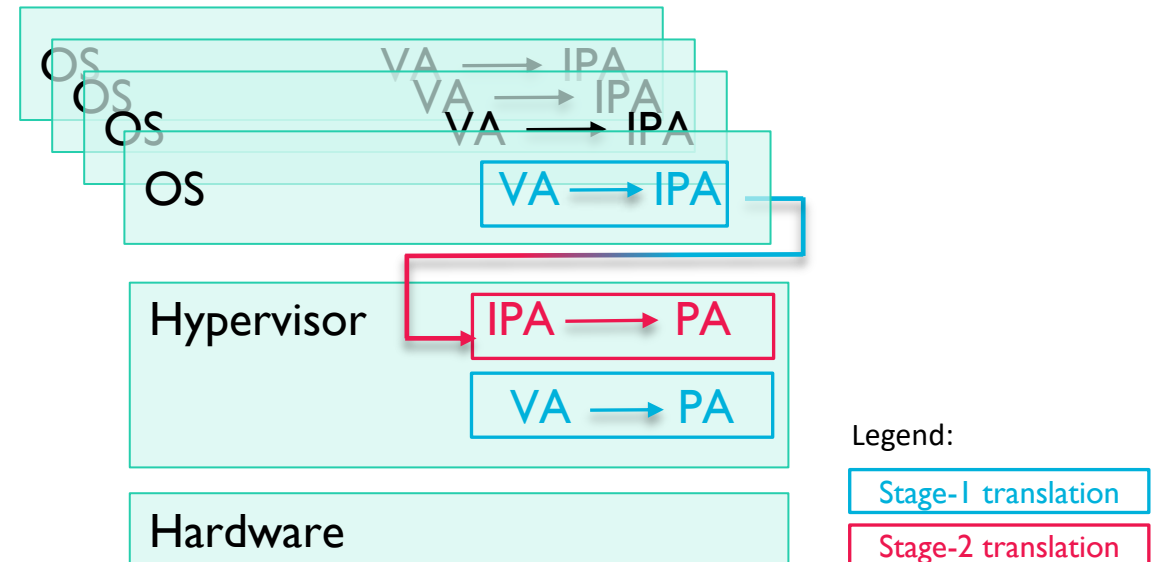 OS VA IPA
OS VA IPA
OS VA IPA
OS VA IPA
Hypervisor IPA PA
VA PA
Legend:
Stage-1 translation
Hardware
Stage-2 translation